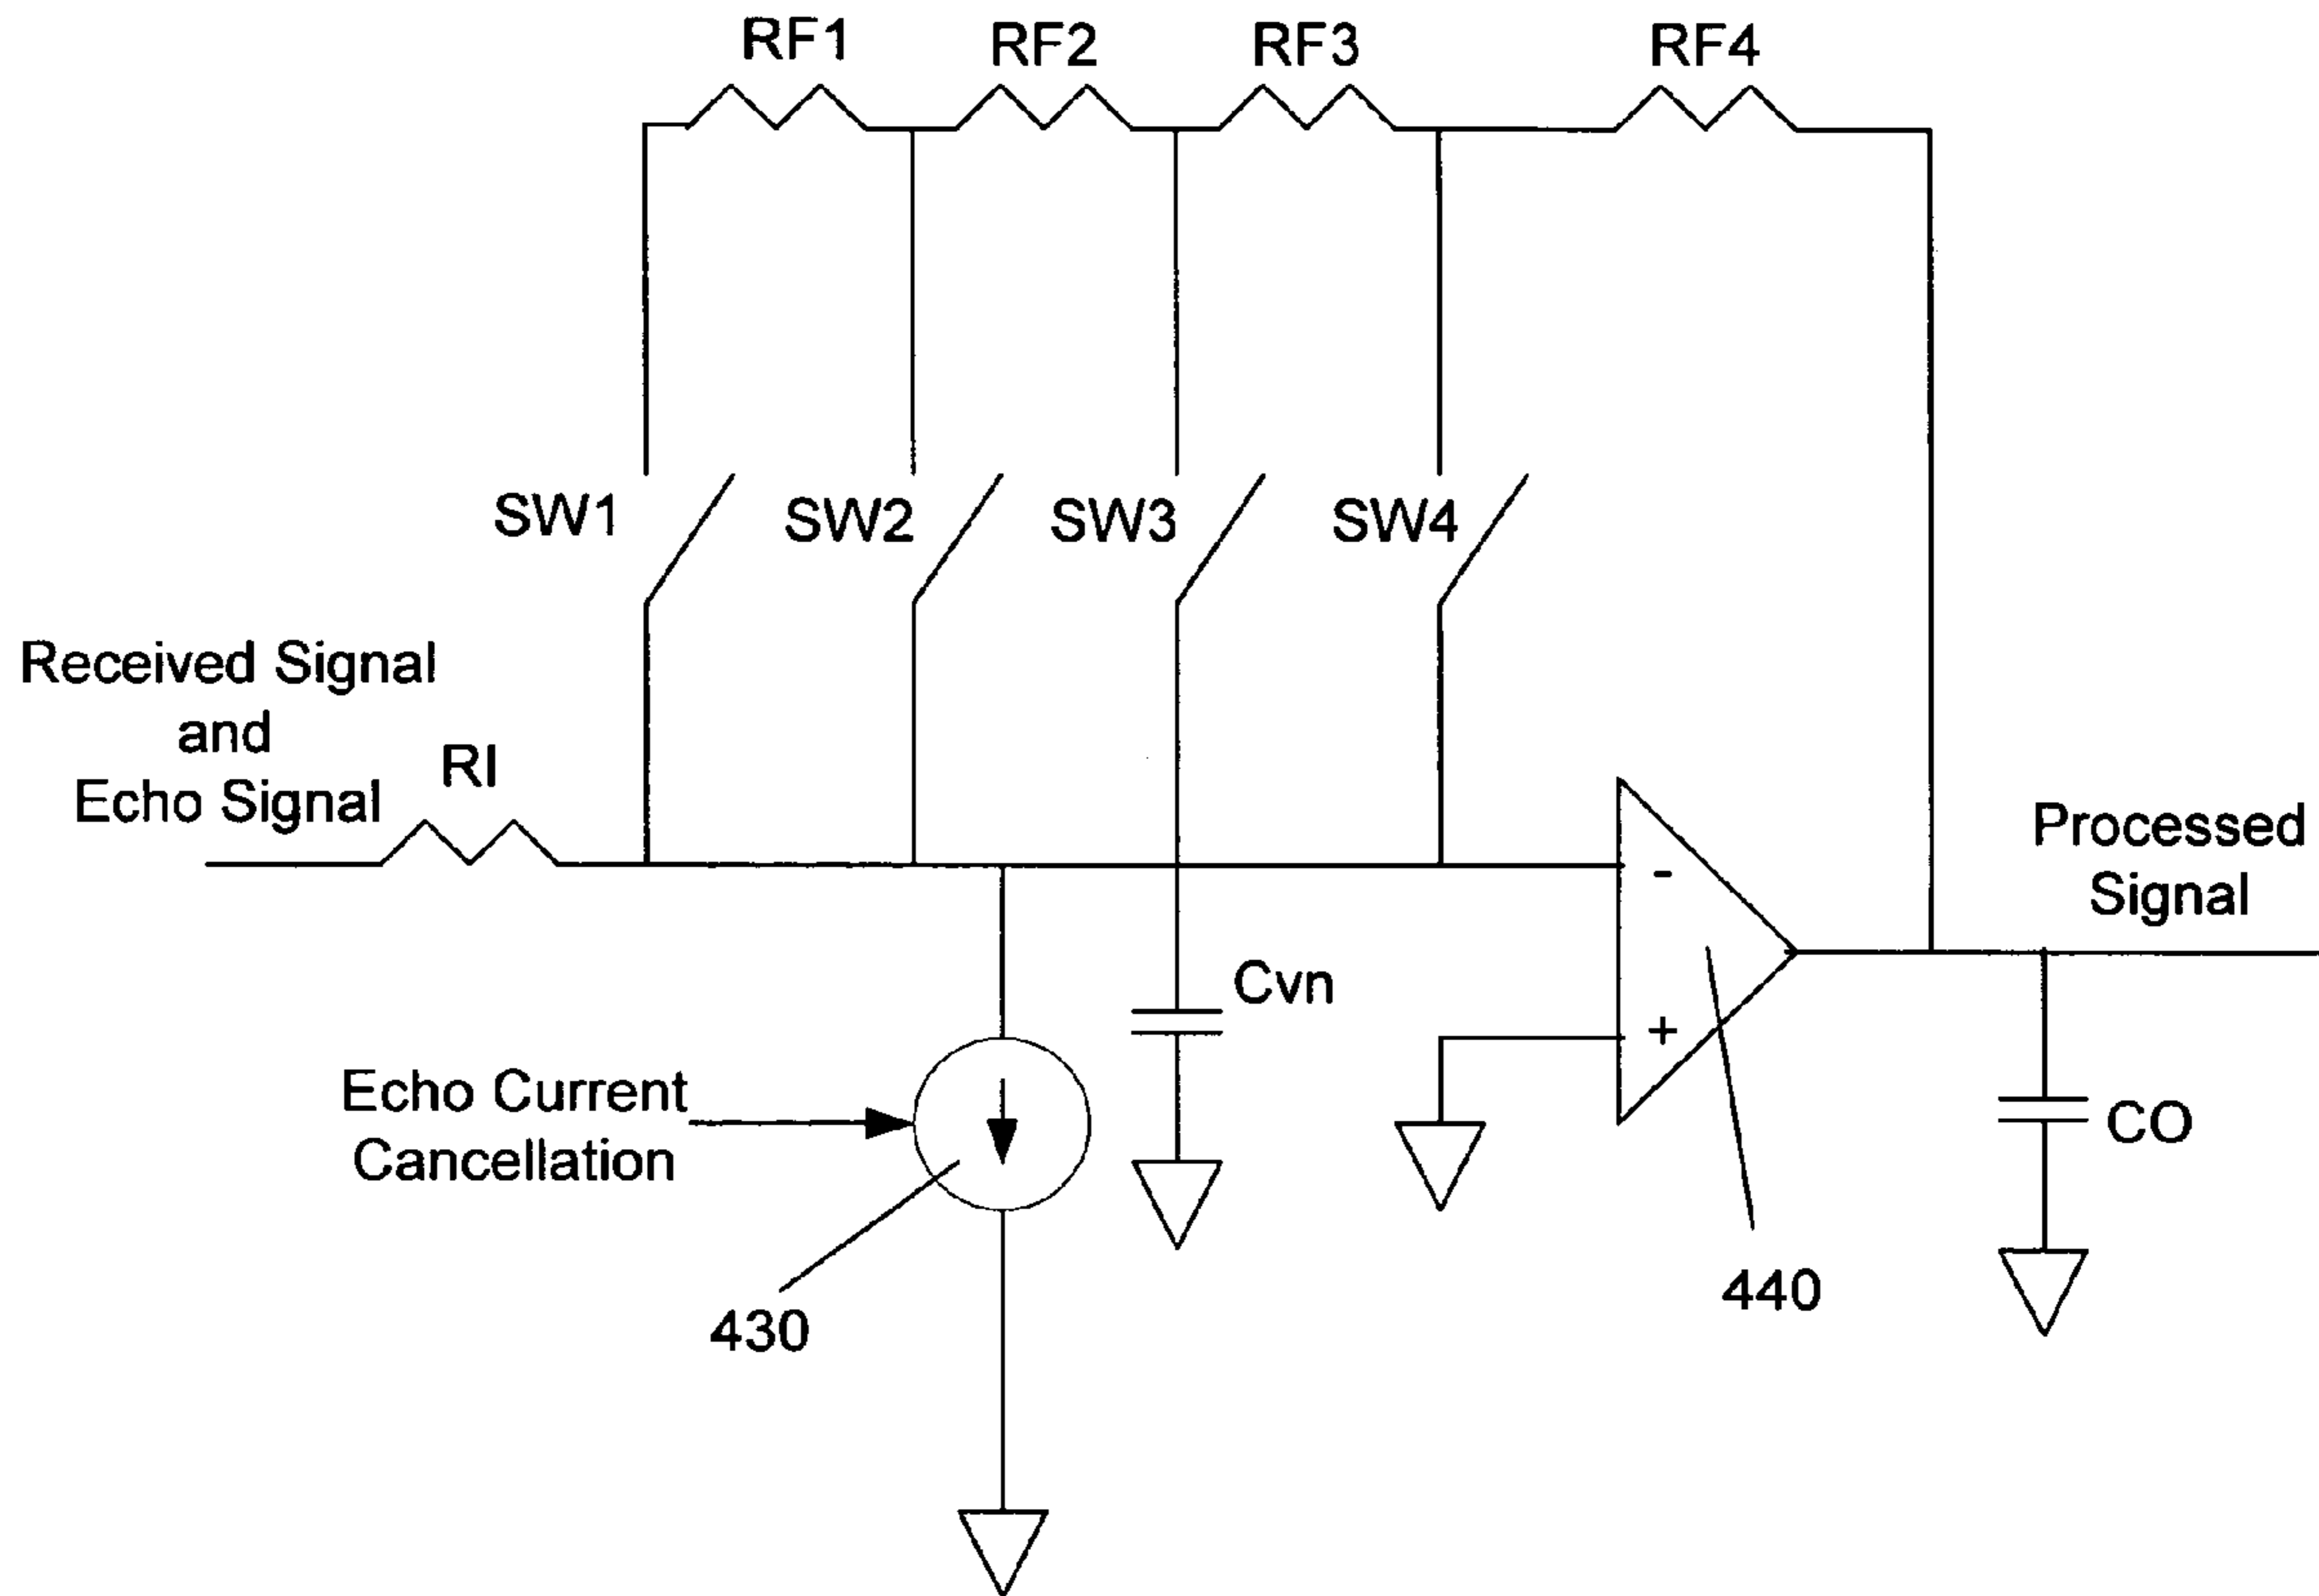 RF1
RF2
RF3
RF4
SW1
SW2
SW3
SW4
Received Signal
and
Echo Signal
RI
-
+
Processed
Signal
Cvn
Echo Current
Cancellation
CO
430
440